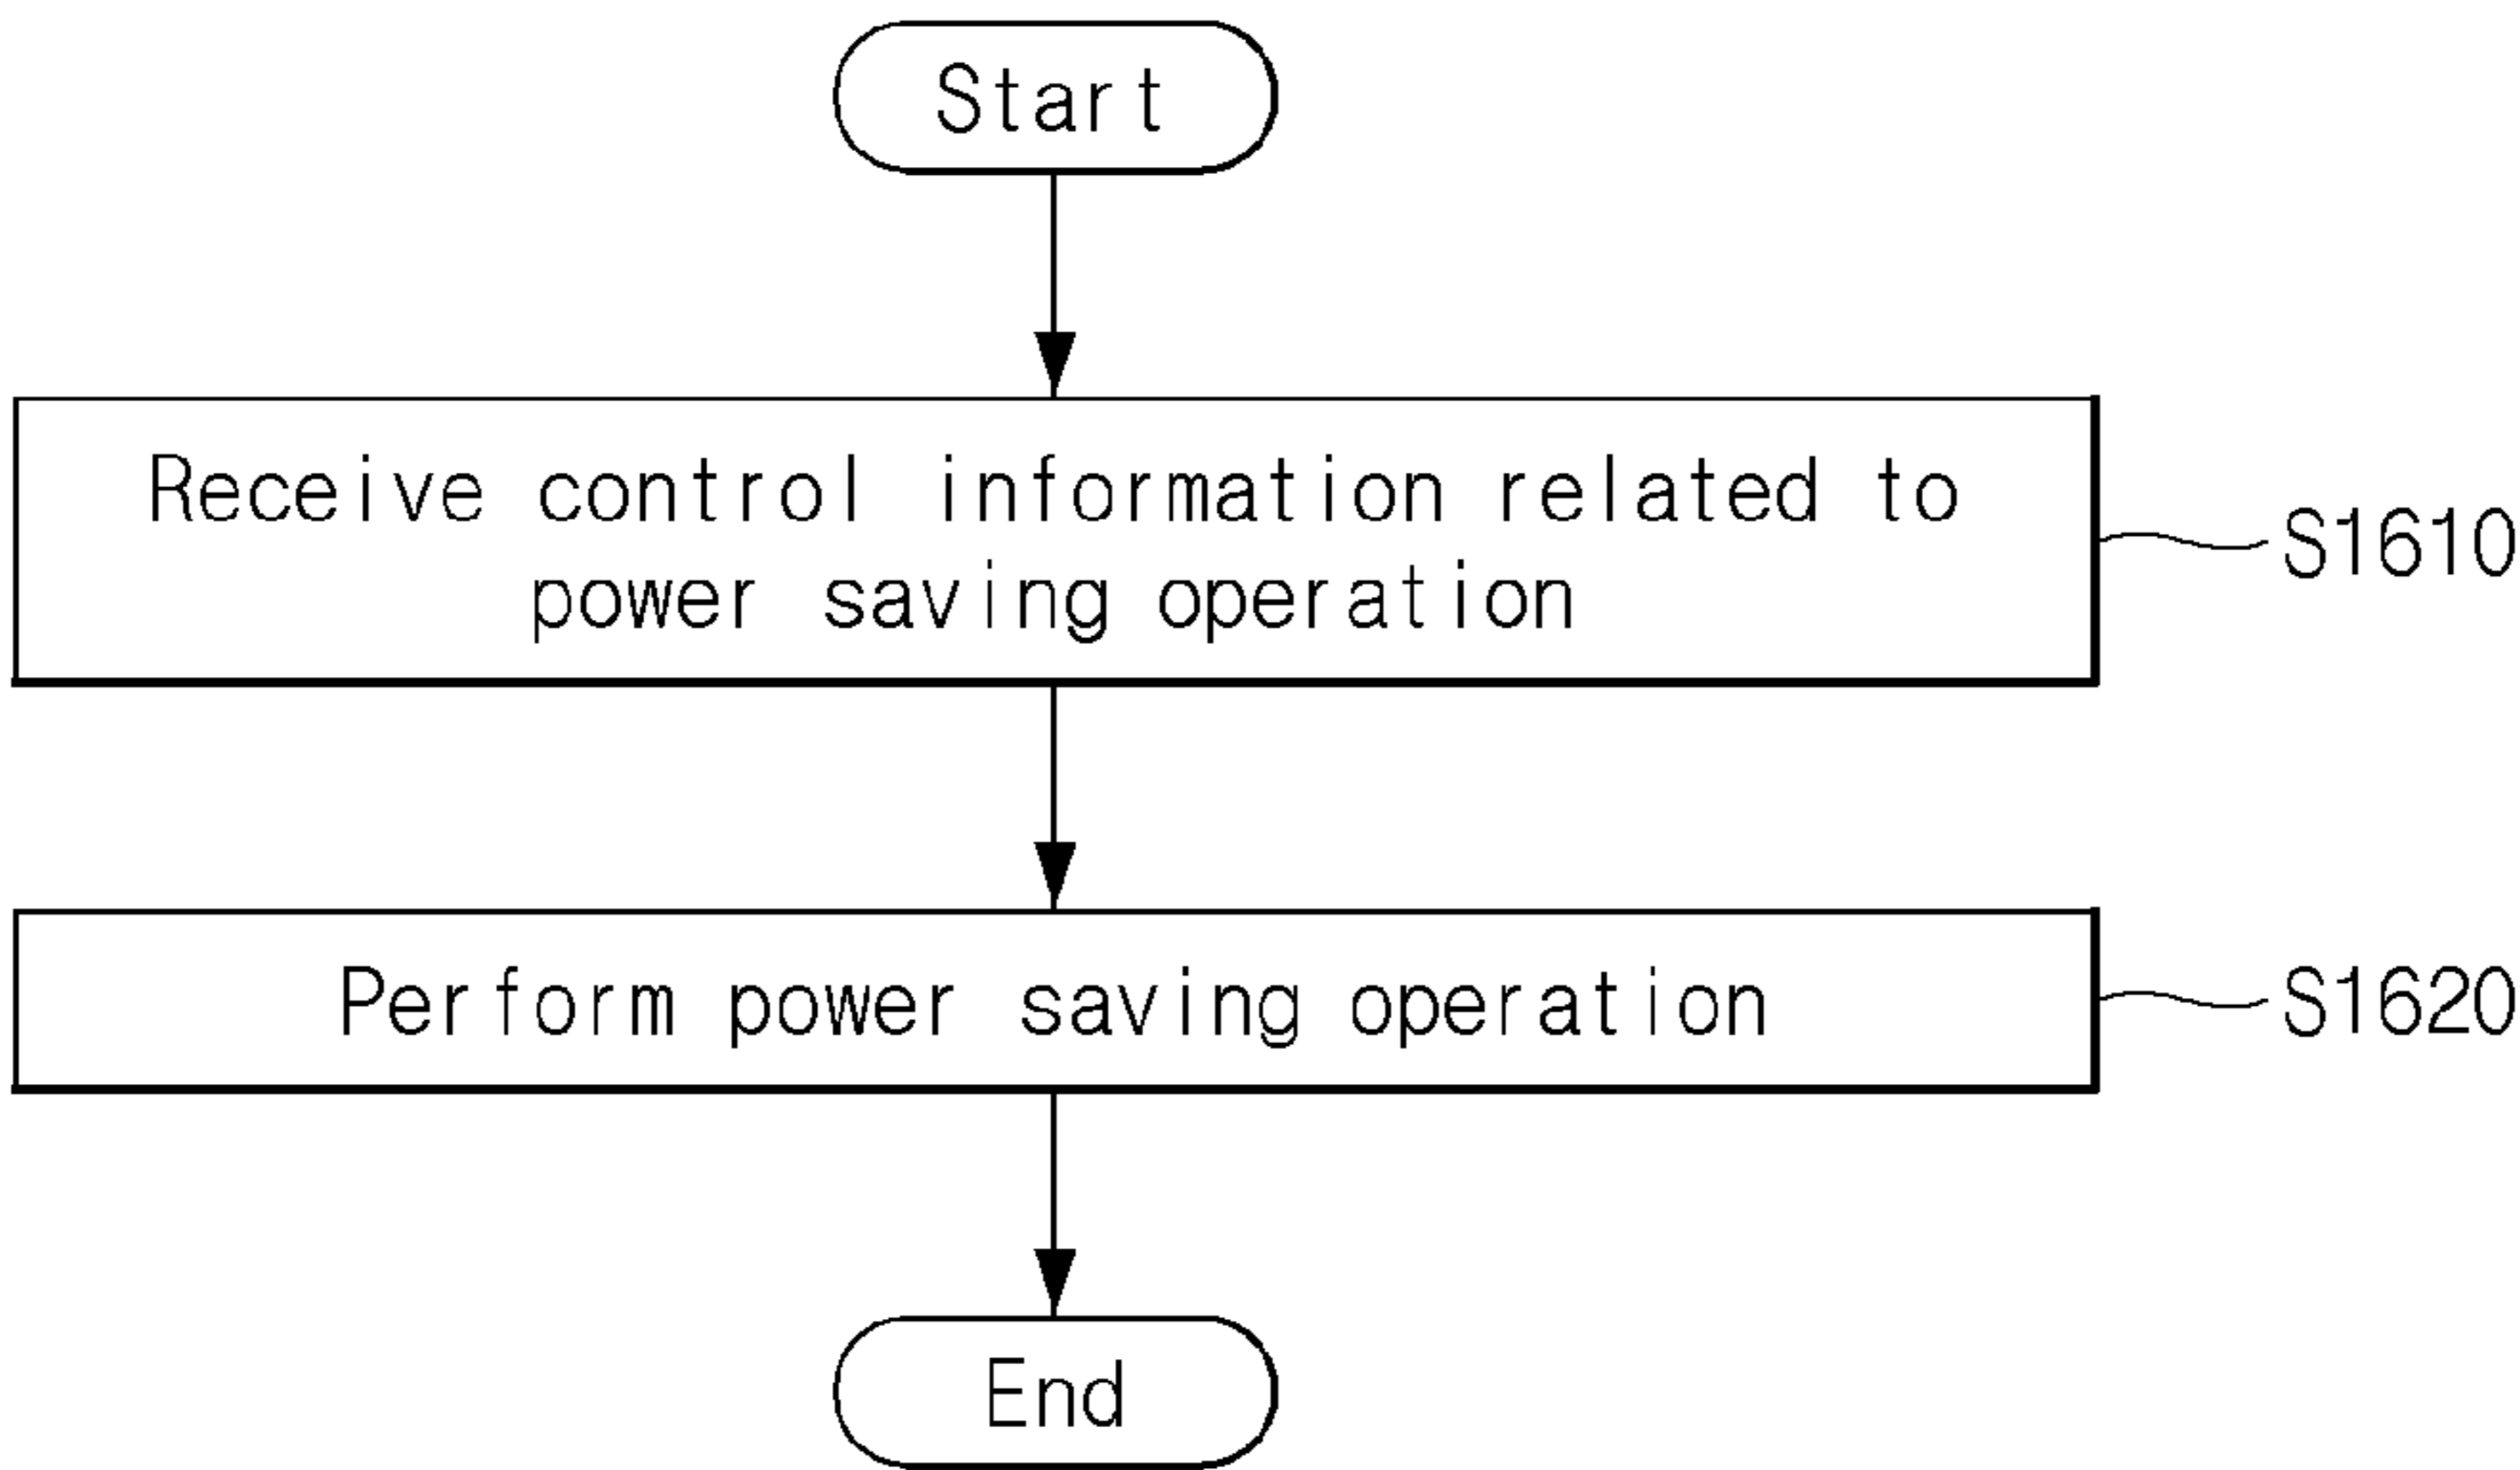 Start
Receive control information related to
power saving operation
S1610
Perform power saving operation
S1620
End